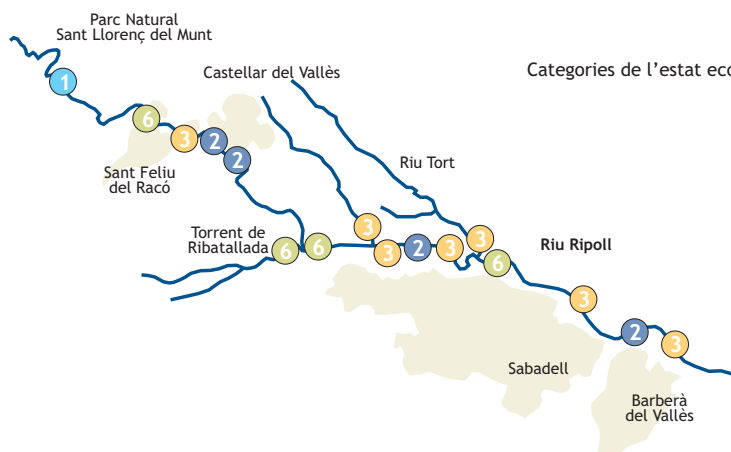 Parc Natural
Sant Llorenç del Munt
Castellar del Vallès
Categories de l'estat
1
6
3
2
2
Sant Feliu
del Racó
Riu Tort
Torrent de
Ribatallada
Riu Ripoll
6
6
3
3
2
3
3
6
3
2
3
Sabadell
Barberà
del Vallès